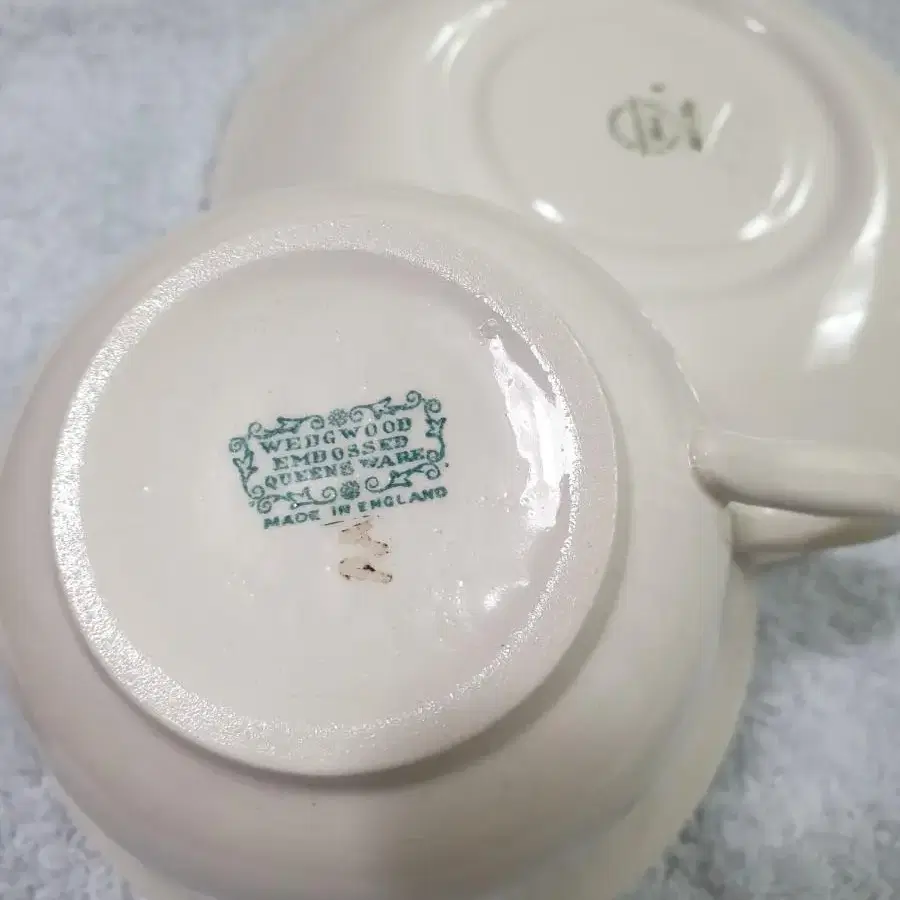 WEDGWOOD
EMBOSSED
QUEENS WARE
MADE IN ENGLAND